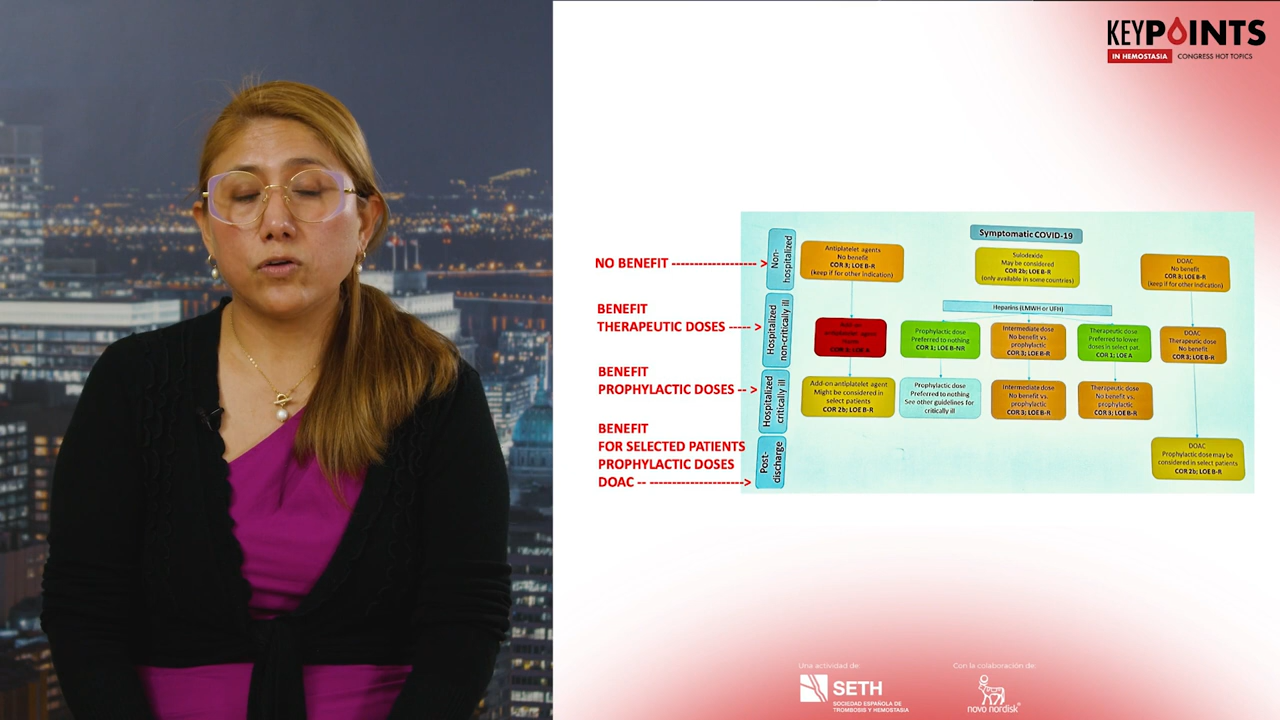 KEYPOINTS
IN HEMOSTASIA CONGRESS HOT TOPICS
NO BENEFIT --------------------- >
BENEFIT
THERAPEUTIC DOSES ----- >
BENEFIT
PROPHYLACTIC DOSES -- >
BENEFIT
FOR SELECTED PATIENTS
PROPHYLACTIC DOSES
DOAC -- ---------------------- >
Symptomatic COVID-19
Non-
hospitalized
Antiplatelet agents
No benefit
COR 3; LOE B-R
(keep if for other indication)
Sulodexide
May be considered
COR 2b; LOE B-R
(only available in some countries)
DOAC
No benefit
COR 3; LOE B-R
(keep if for other indication)
Heparins (LMWH or UFH)
Hospitalized
non-critically ill
Add-on
antiplatelet agent
COR 3; LOE A
Prophylactic dose
Preferred to nothing
COR 1; LOE B-NR
Intermediate dose
No benefit vs.
prophylactic
COR 3; LOE B-R
Therapeutic dose
Preferred to lower
doses in select pat.
COR 1; LOE A
DOAC
Therapeutic dose
No benefit
COR 3; LOE B-R
Hospitalized
critically ill
Add-on antiplatelet agent
Might be considered in
select patients
COR 2b; LOE B-R
Prophylactic dose
Preferred to nothing
See other guidelines for
critically ill
Intermediate dose
No benefit vs.
prophylactic
COR 3; LOE B-R
Therapeutic dose
No benefit vs.
prophylactic
COR 3; LOE B-R
Post-
discharge
DOAC
Prophylactic dose may be
considered in select patients
COR 2b; LOE B-R
Una actividad de:
SETH
SOCIEDAD ESPAÑOLA DE
TROMBOSIS Y HEMOSTASIA
Con la colaboración de:
novo nordisk